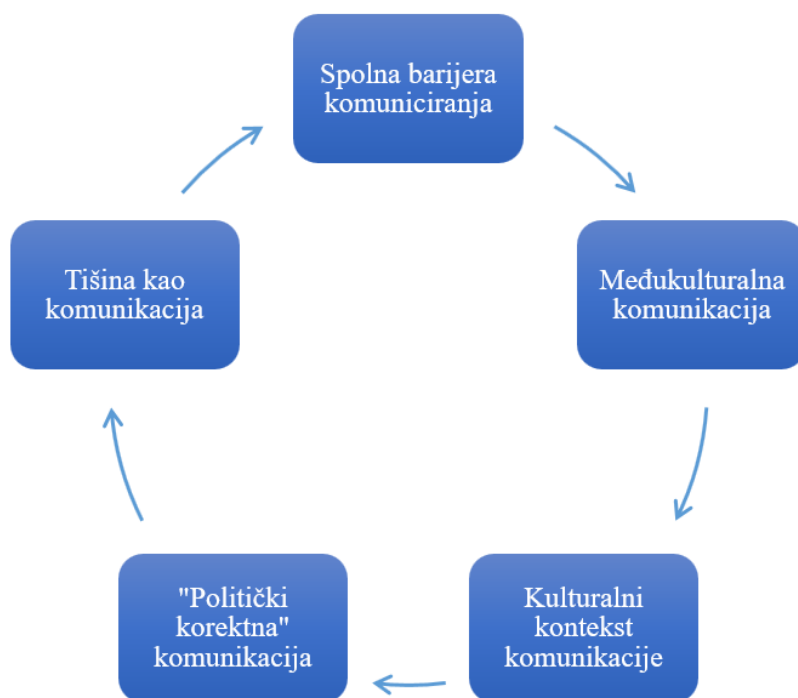 Spolna barijera
komuniciranja
Međukulturalna
komunikacija
Kulturalni
kontekst
komunikacije
"Politički
korektna"
komunikacija
Tišina kao
komunikacija